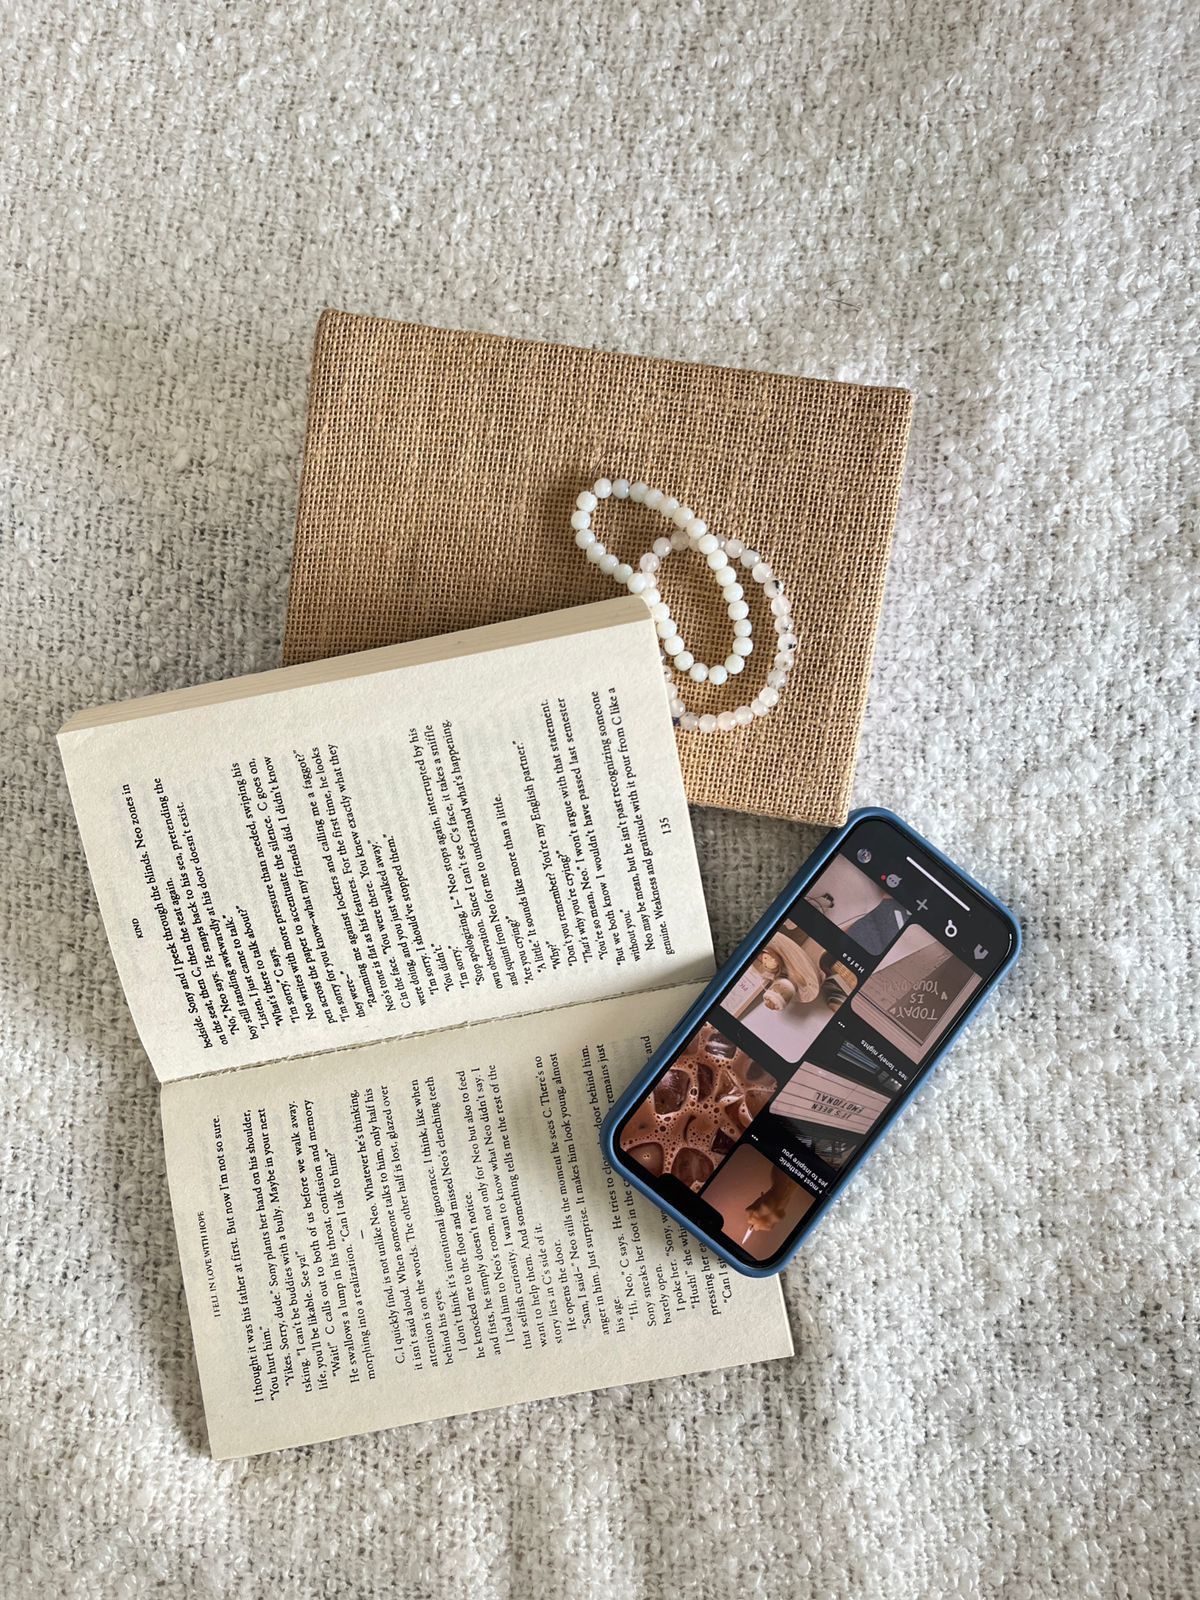 I FELL IN LOVE WITH HOPE
I thought it was his father at first. But now I'm not so sure.
“You hurt him.”
“Yikes. Sorry, dude.” Sony plants her hand on his shoulder,
tsking. “I can't be buddies with a bully. Maybe in your next
life, you'll be likable. See ya!”
“Wait!” C calls out to both of us before we walk away.
He swallows a lump in his throat, confusion and memory
morphing into a realization. “Can I talk to him?”
—
C, I quickly find, is not unlike Neo. Whatever he's thinking,
it isn't said aloud. When someone talks to him, only half his
attention is on the words. The other half is lost, glazed over
behind his eyes.
I don't think it's intentional ignorance. I think, like when
he knocked me to the floor and missed Neo's clenching teeth
and fists, he simply doesn't notice.
I lead him to Neo's room, not only for Neo but also to feed
that selfish curiosity. I want to know what Neo didn't say. I
want to help them. And something tells me the rest of the
story lies in C's side of it.
He opens the door.
“Sam, I said–” Neo stills the moment he sees C. There's no
anger in him. Just surprise. It makes him look young, almost
his age.
“Hi, Neo,” C says. He tries to door behind him.
Sony sneaks her foot in the remains just
barely open.
I poke her. “Sony, and
“Hush!” she
pressing her
“Can I
KIND
bedside. Sony and I peek through the blinds. Neo zones in
on the seat, then C, then the seat again.
“No,” Neo says. He snaps back to his sea, pretending the
boy still standing awkwardly at his door doesn't exist.
“Listen, I just came to talk.”
“What's there to talk about?”
“I'm sorry,” C says.
Neo writes with more pressure than needed, swiping his
pen across the paper to accentuate the silence. C goes on,
“I'm sorry for you know–what my friends did. I didn't know
they were–”
“Ramming me against lockers and calling me a faggot?”
Neo's tone is flat as his features. For the first time, he looks
C in the face. “You were there. You knew exactly what they
were doing, and you just walked away.”
“I'm sorry. I should've stopped them.”
“You didn't.”
“I'm sorry.”
“Stop apologizing, I–” Neo stops again, interrupted by his
own observation. Since I can't see C's face, it takes a sniffle
and squint from Neo for me to understand what's happening.
“Are you crying?”
“A little.” It sounds like more than a little.
“Why?”
“Don't you remember? You're my English partner.”
“That's why you're crying?”
“You're so mean, Neo.” I won't argue with that statement.
“But we both know I wouldn't have passed last semester
without you.”
Neo may be mean, but he isn't past recognizing someone
genuine. Weakness and gratitude with it pour from C like a
135
most aesthetic
to inspire you
IT'S BEEN
EMOTIONAL
lonely nights
Hafsa
TODAY
IS